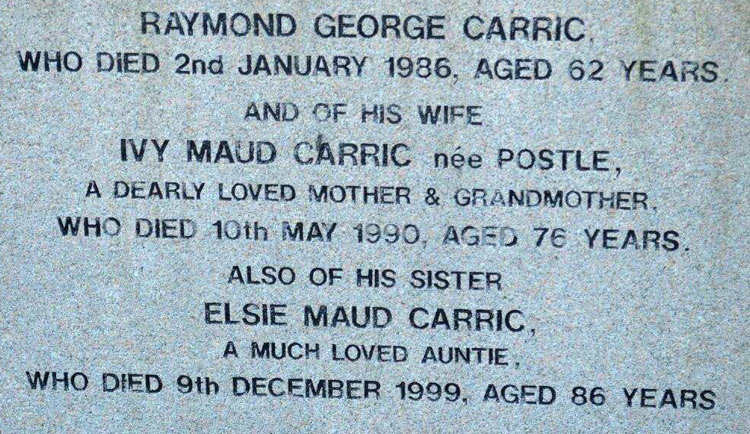 RAYMOND GEORGE CARRIC,
WHO DIED 2nd JANUARY 1986, AGED 62 YEARS.
AND OF HIS WIFE
IVY MAUD CARRIC née POSTLE,
A DEARLY LOVED MOTHER & GRANDMOTHER,
WHO DIED 10th MAY 1990, AGED 76 YEARS.
ALSO OF HIS SISTER
ELSIE MAUD CARRIC,
A MUCH LOVED AUNTIE,
WHO DIED 9th DECEMBER 1999, AGED 86 YEARS